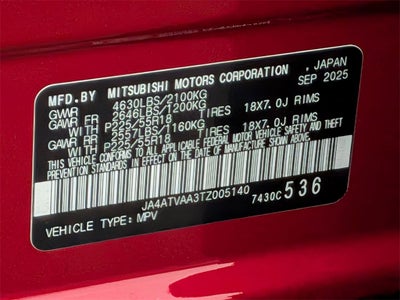 MFD.BY MITSUBISHI MOTORS CORPORATION, JAPAN
GWR 4630LBS/2100KG SEP 2025
GAWR FR 2646LBS/1200KG
WITH P225/55R18 TIRES 18X7.0J RIMS
GAWR RR 2557LBS/1160KG
WITH P225/55R18 TIRES 18X7.0J RIMS
THIS VEHICLE CONFORMS TO ALL APPLICABLE FEDERAL
MOTOR VEHICLE SAFETY, BUMPER, AND THEFT
PREVENTION STANDARDS IN EFFECT ON THE DATE OF
MANUFACTURE SHOWN ABOVE.
JA4ATVAA3TZ005140
VEHICLE TYPE: MPV 7430C 536